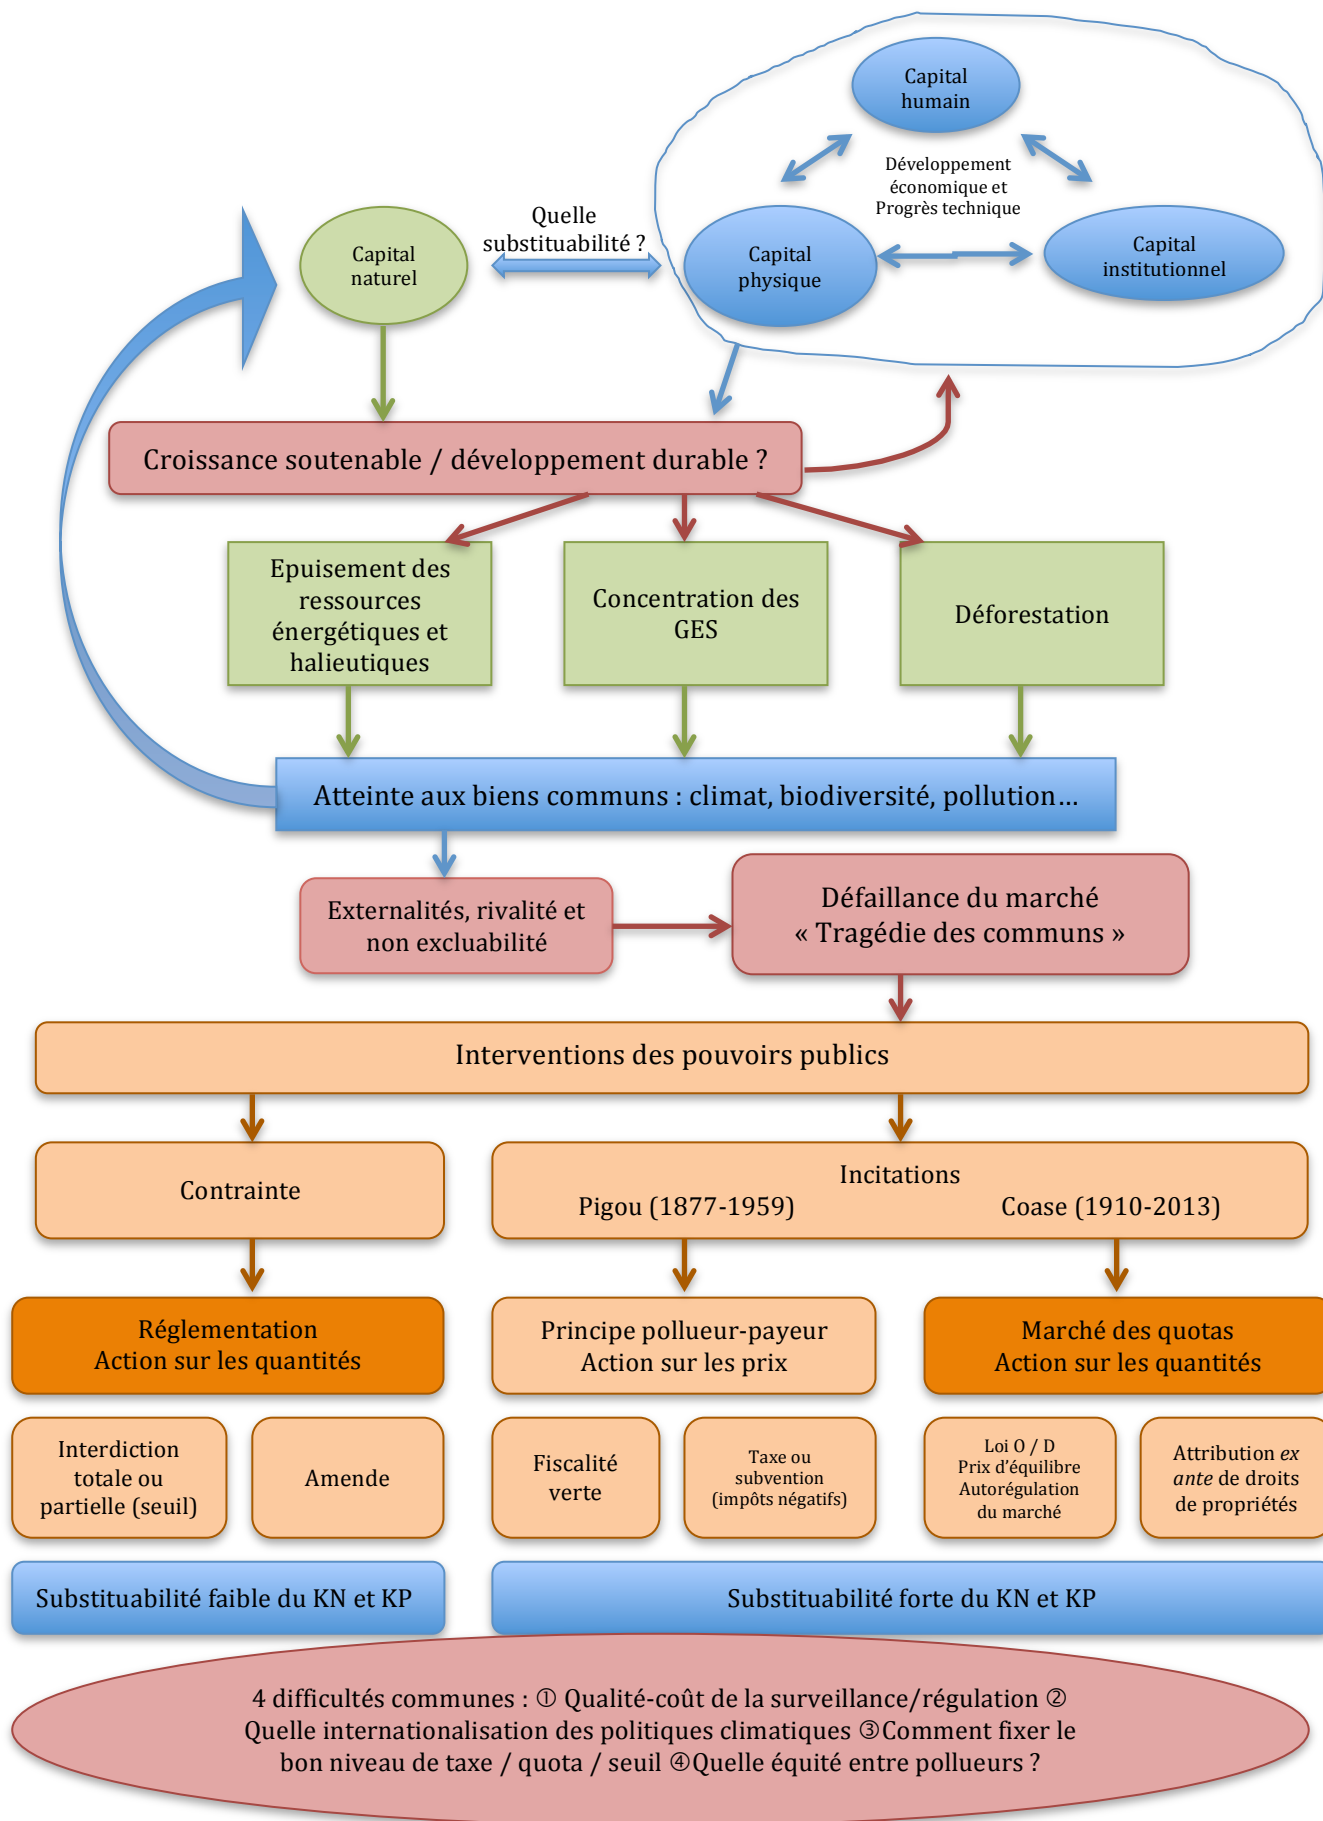 Capital
humain
Développement
économique et
Progrès technique
Quelle
substituabilité ?
Capital
naturel
Capital
physique
Capital
institutionnel
Croissance soutenable / développement durable ?
Epuisement des
ressources
énergétiques et
halieutiques
Concentration des
GES
Déforestation
Atteinte aux biens communs : climat, biodiversité, pollution…
Externalités, rivalité et
non excluabilité
Défaillance du marché
« Tragédie des communs »
Interventions des pouvoirs publics
Contrainte
Incitations
Pigou (1877-1959) Coase (1910-2013)
Réglementation
Action sur les quantités
Principe pollueur-payeur
Action sur les prix
Marché des quotas
Action sur les quantités
Interdiction
totale ou
partielle (seuil)
Amende
Fiscalité
verte
Taxe ou
subvention
(impôts négatifs)
Loi O / D
Prix d'équilibre
Autorégulation
du marché
Attribution ex
ante de droits
de propriétés
Substituabilité faible du KN et KP
Substituabilité forte du KN et KP
4 difficultés communes : ① Qualité-coût de la surveillance/régulation ②
Quelle internationalisation des politiques climatiques ③Comment fixer le
bon niveau de taxe / quota / seuil ④Quelle équité entre pollueurs ?